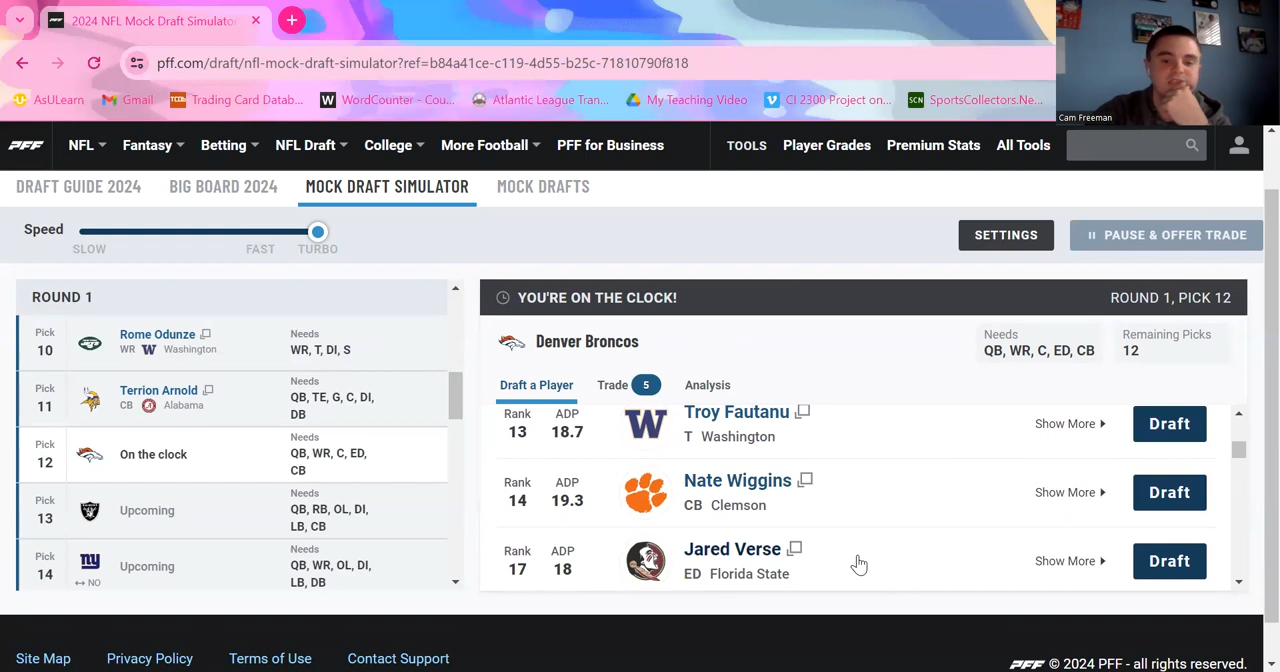 2024 NFL Mock Draft Simulator
pff.com/draft/nfl-mock-draft-simulator?ref=b84a41ce-c119-4d55-b25c-71810790f818
AsULearn
Gmail
Trading Card Datab...
WordCounter - Cou...
Atlantic League Tran...
My Teaching Video
CI 2300 Project on...
SportsCollectors.Ne...
Cam Freeman
PFF NFL Fantasy Betting NFL Draft College More Football PFF for Business TOOLS Player Grades Premium Stats All Tools
DRAFT GUIDE 2024 BIG BOARD 2024 MOCK DRAFT SIMULATOR MOCK DRAFTS
Speed
SLOW FAST TURBO
SETTINGS
PAUSE & OFFER TRADE
ROUND 1
Pick
10
Rome Odunze
WR W Washington
Needs
WR, T, DI, S
Pick
11
Terrion Arnold
CB Alabama
Needs
QB, TE, G, C, DI,
DB
Pick
12
On the clock
Needs
QB, WR, C, ED,
CB
Pick
13
Upcoming
Needs
QB, RB, OL, DI,
LB, CB
Pick
14
NO
ny
Upcoming
Needs
QB, WR, OL, DI,
LB, DB
YOU'RE ON THE CLOCK!
ROUND 1, PICK 12
Denver Broncos
Needs
QB, WR, C, ED, CB
Remaining Picks
12
Draft a Player Trade 5 Analysis
Rank
13
ADP
18.7
W
Troy Fautanu
T Washington
Show More
Draft
Rank
14
ADP
19.3
Nate Wiggins
CB Clemson
Show More
Draft
Rank
17
ADP
18
Jared Verse
ED Florida State
Show More
Draft
Site Map Privacy Policy Terms of Use Contact Support
PFF © 2024 PFF - all rights reserved.